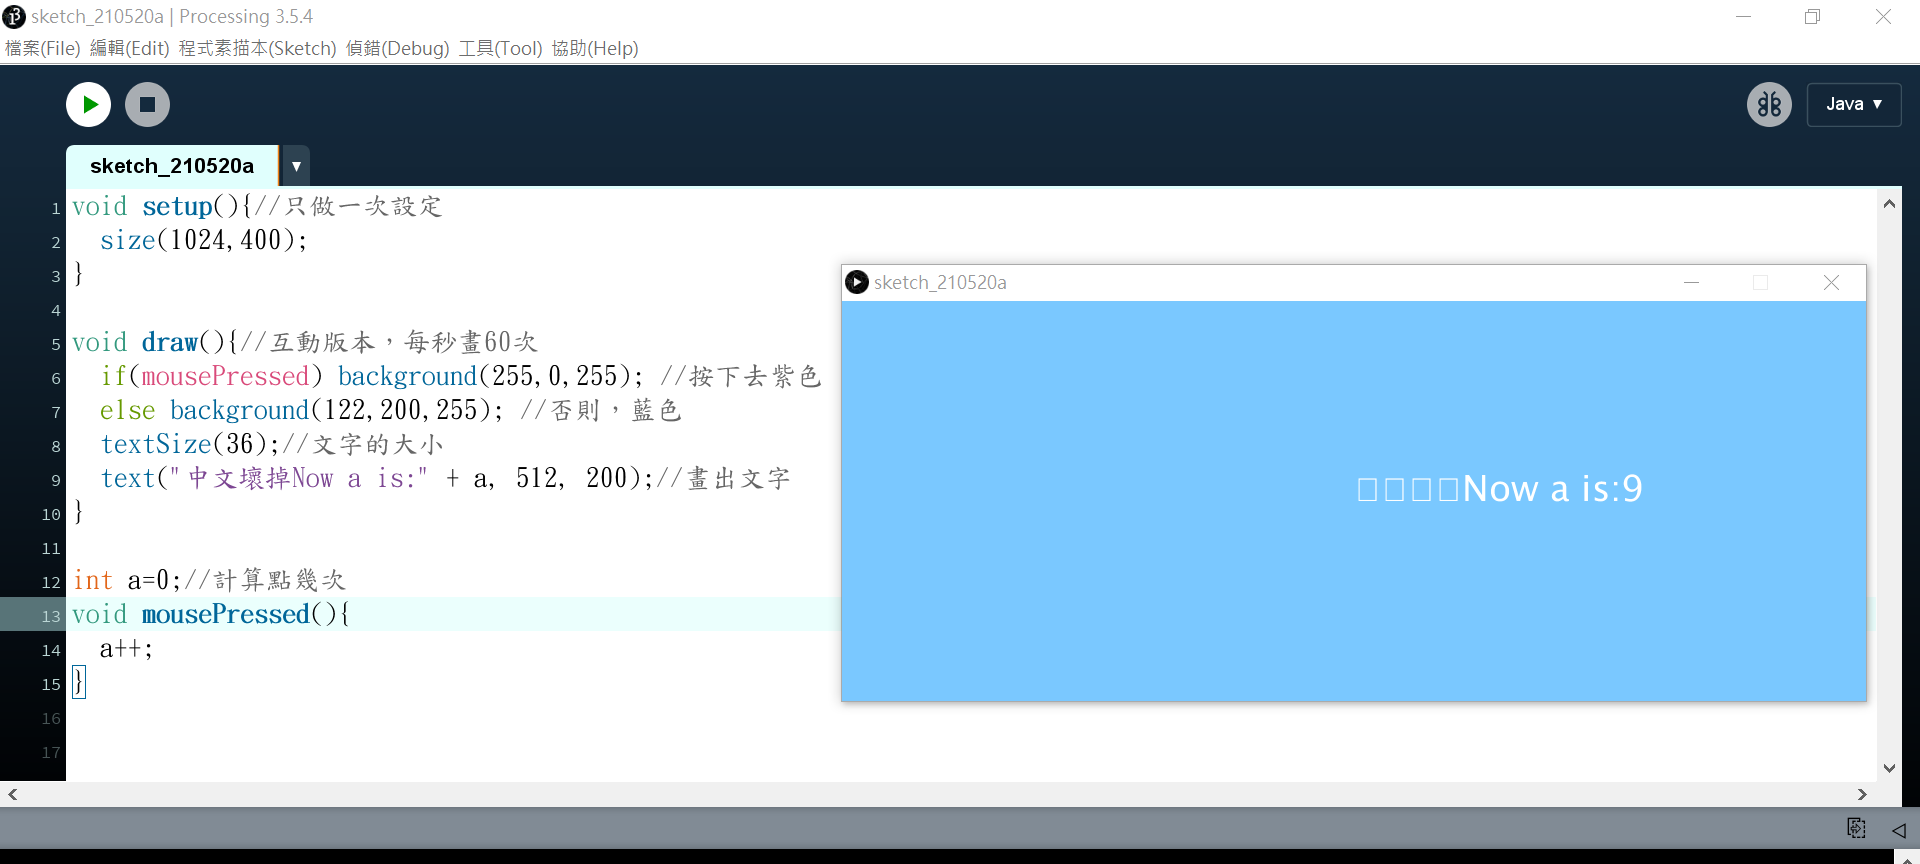 sketch_210520a | Processing 3.5.4
檔案(File) 編輯(Edit) 程式素描本(Sketch) 偵錯(Debug) 工具(Tool) 協助(Help)
Java ▼
sketch_210520a ▼
1 void setup(){//只做一次設定
2   size(1024,400);
3 }
4
5 void draw(){//互動版本，每秒畫60次
6   if(mousePressed) background(255,0,255); //按下去紫色
7   else background(122,200,255); //否則，藍色
8   textSize(36);//文字的大小
9   text("中文壞掉Now a is:" + a, 512, 200);//畫出文字
10 }
11
12 int a=0;//計算點幾次
13 void mousePressed(){
14   a++;
15 }
16
17
sketch_210520a
□□□□Now a is:9